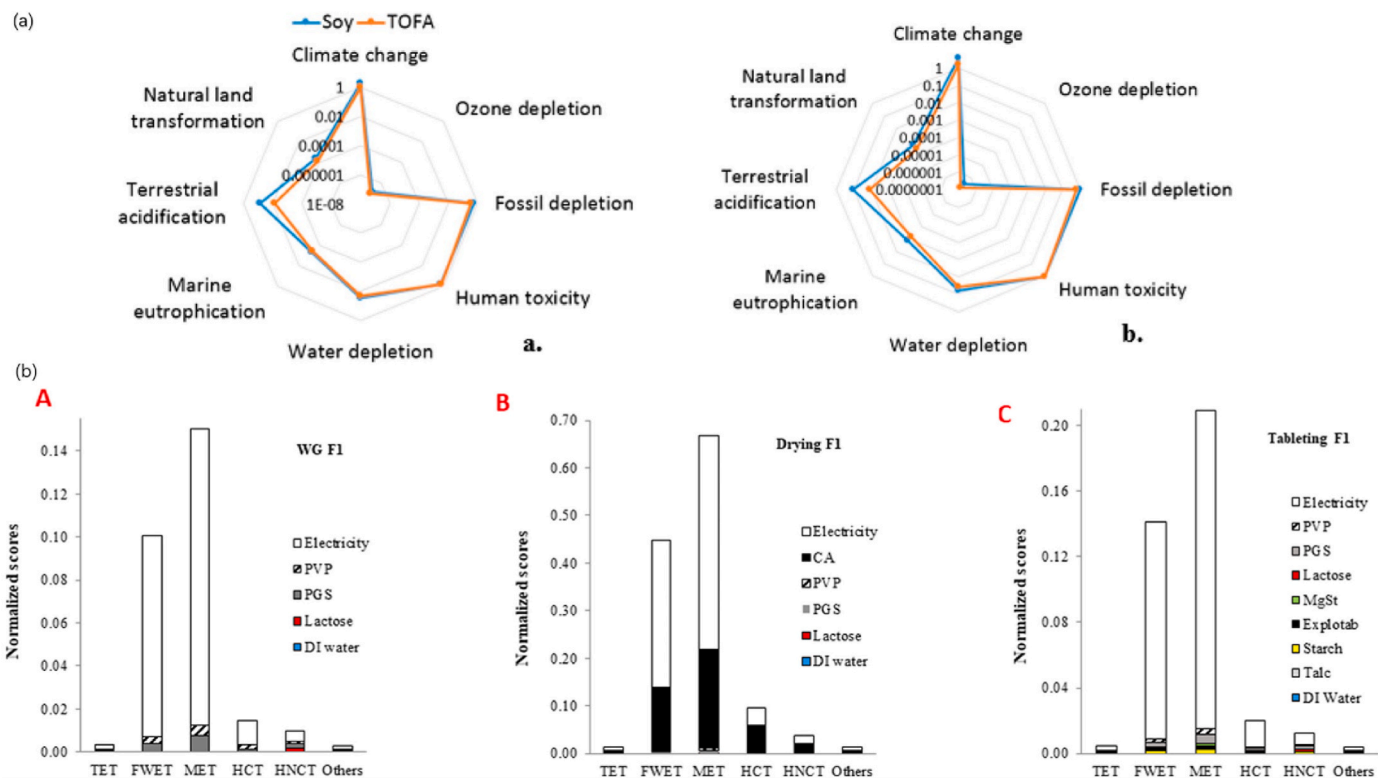 (a)
Soy TOFA
Climate change
1
0.01
0.0001
0.000001
1E-08
Natural land
transformation
Ozone depletion
Terrestrial
acidification
Fossil depletion
Marine
eutrophication
Human toxicity
Water depletion
a.
Climate change
1
0.1
0.01
0.001
0.0001
0.00001
0.000001
0.0000001
Natural land
transformation
Ozone depletion
Terrestrial
acidification
Fossil depletion
Marine
eutrophication
Human toxicity
Water depletion
b.
(b)
A
WG F1
Normalized scores
0.14
0.12
0.10
0.08
0.06
0.04
0.02
0.00
Electricity
PVP
PGS
Lactose
DI water
TET FWET MET HCT HNCT Others
B
Drying F1
Normalized scores
0.70
0.60
0.50
0.40
0.30
0.20
0.10
0.00
Electricity
CA
PVP
PGS
Lactose
DI water
TET FWET MET HCT HNCT Others
C
Tableting F1
Normalized scores
0.20
0.16
0.12
0.08
0.04
0.00
Electricity
PVP
PGS
Lactose
MgSt
Explotab
Starch
Talc
DI Water
TET FWET MET HCT HNCT Others